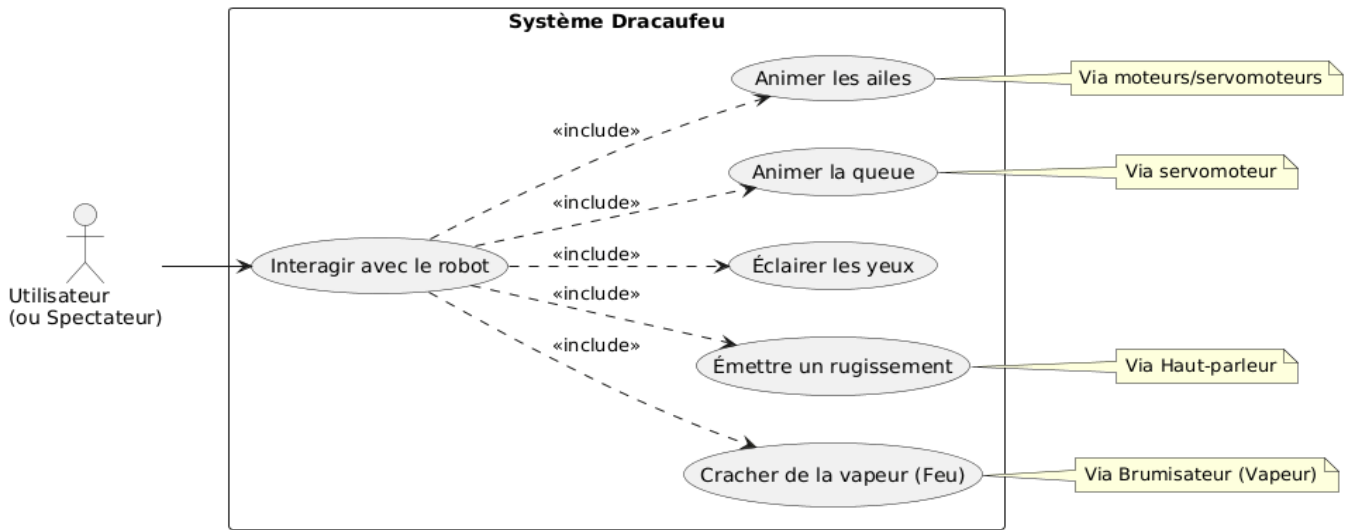 Système Dracaufeu
Animer les ailes
Via moteurs/servomoteurs
«include»
Animer la queue
Via servomoteur
«include»
Utilisateur
(ou Spectateur)
Interagir avec le robot
«include»
Éclairer les yeux
«include»
Émettre un rugissement
Via Haut-parleur
«include»
Cracher de la vapeur (Feu)
Via Brumisateur (Vapeur)